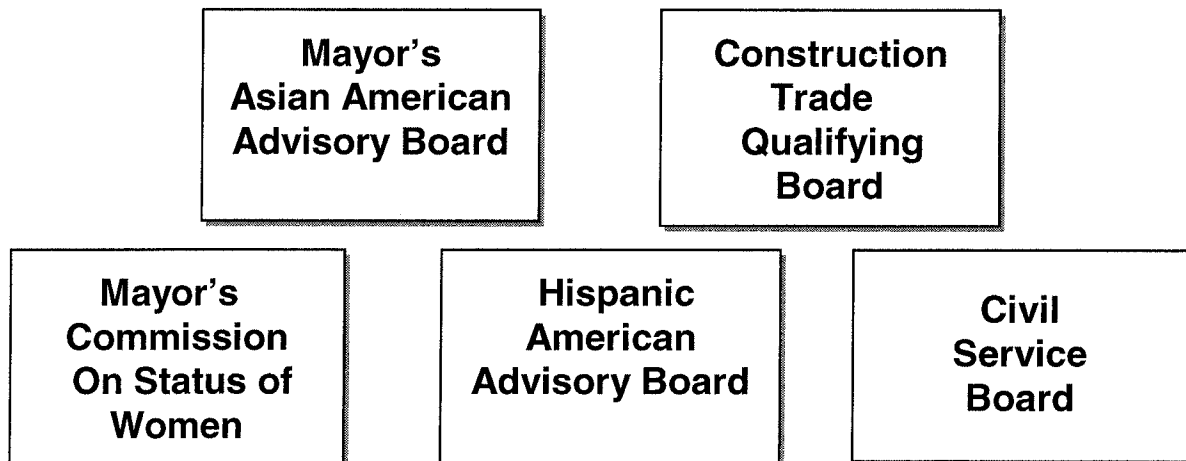 Mayor's
Asian American
Advisory Board
Construction
Trade
Qualifying
Board
Mayor's
Commission
On Status of
Women
Hispanic
American
Advisory Board
Civil
Service
Board